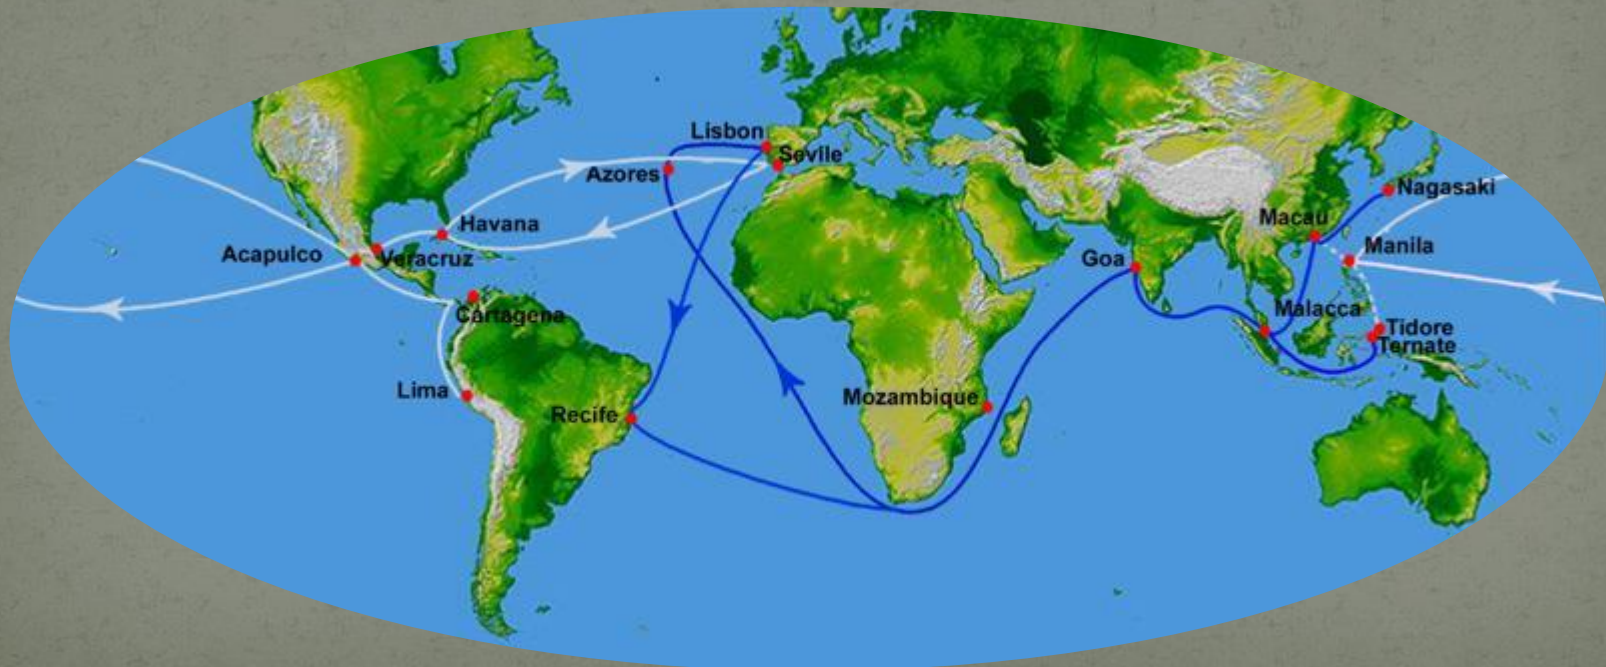 Lisbon
Sevile
Azores
Nagasaki
Macau
Havana
Manila
Acapulco
Veracruz
Goa
Malacca
Cartagena
Tidore
Ternate
Lima
Mozambique
Recife